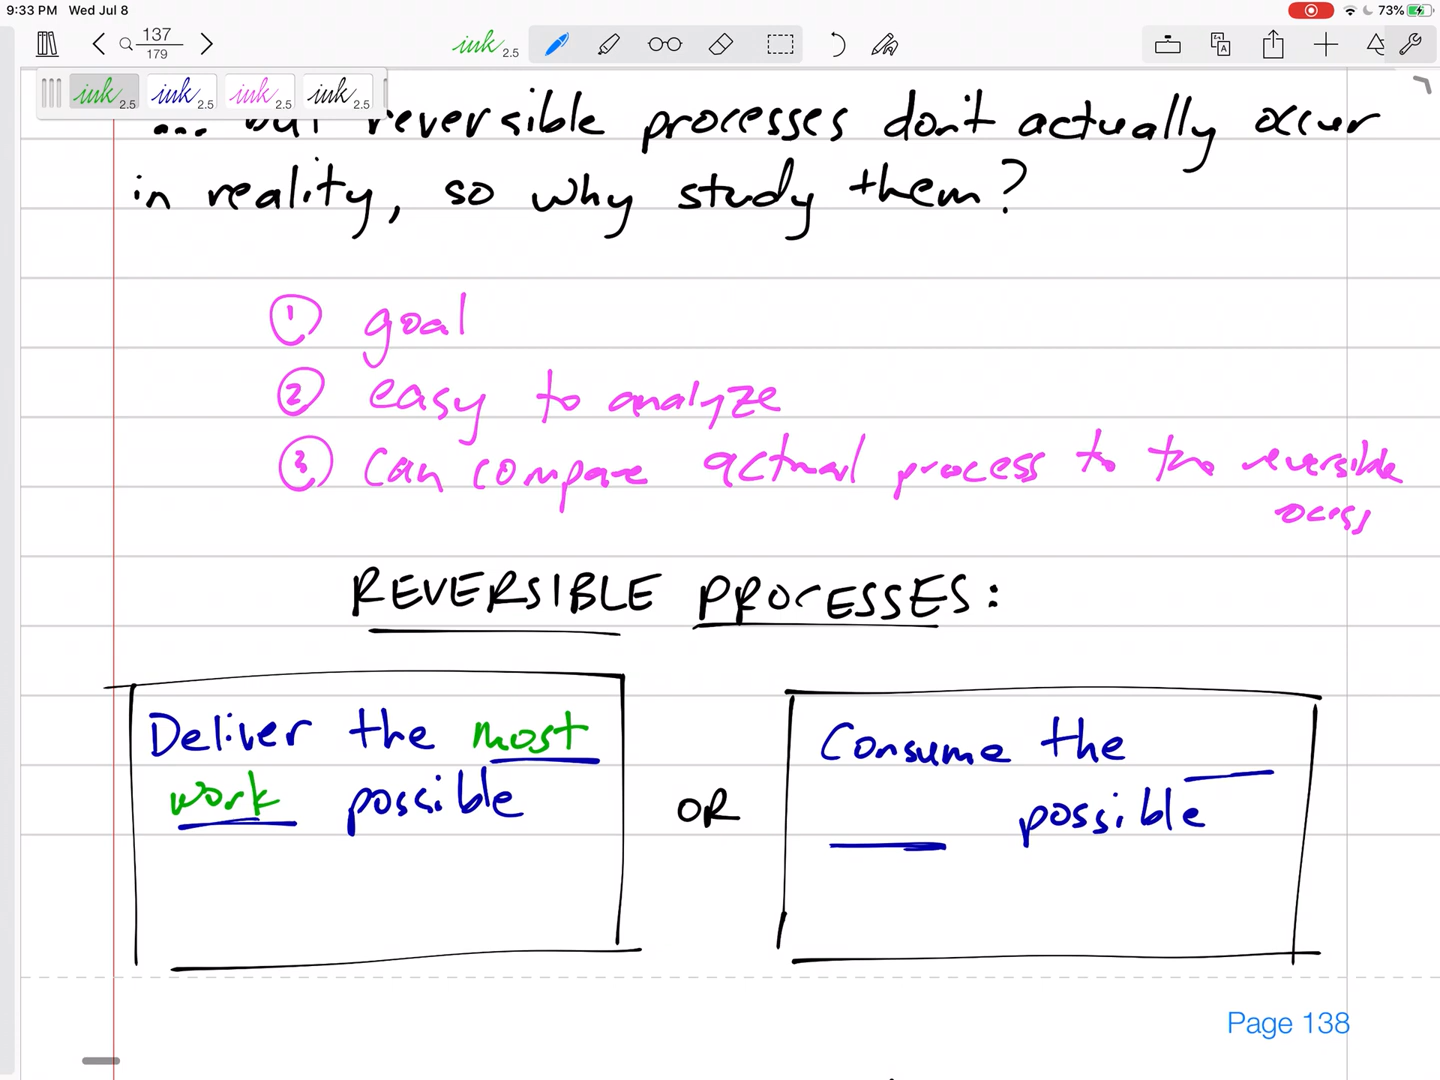 9:33 PM Wed Jul 8
73%
137
179
ink 2.5
ink 2.5 ink 2.5 ink 2.5 ink 2.5
... but reversible processes don't actually occur
in reality, so why study them?
1 goal
2 easy to analyze
3 can compare actual process to the reversible
ocess
REVERSIBLE PROCESSES:
Deliver the most
work possible
OR
Consume the
possible
Page 138